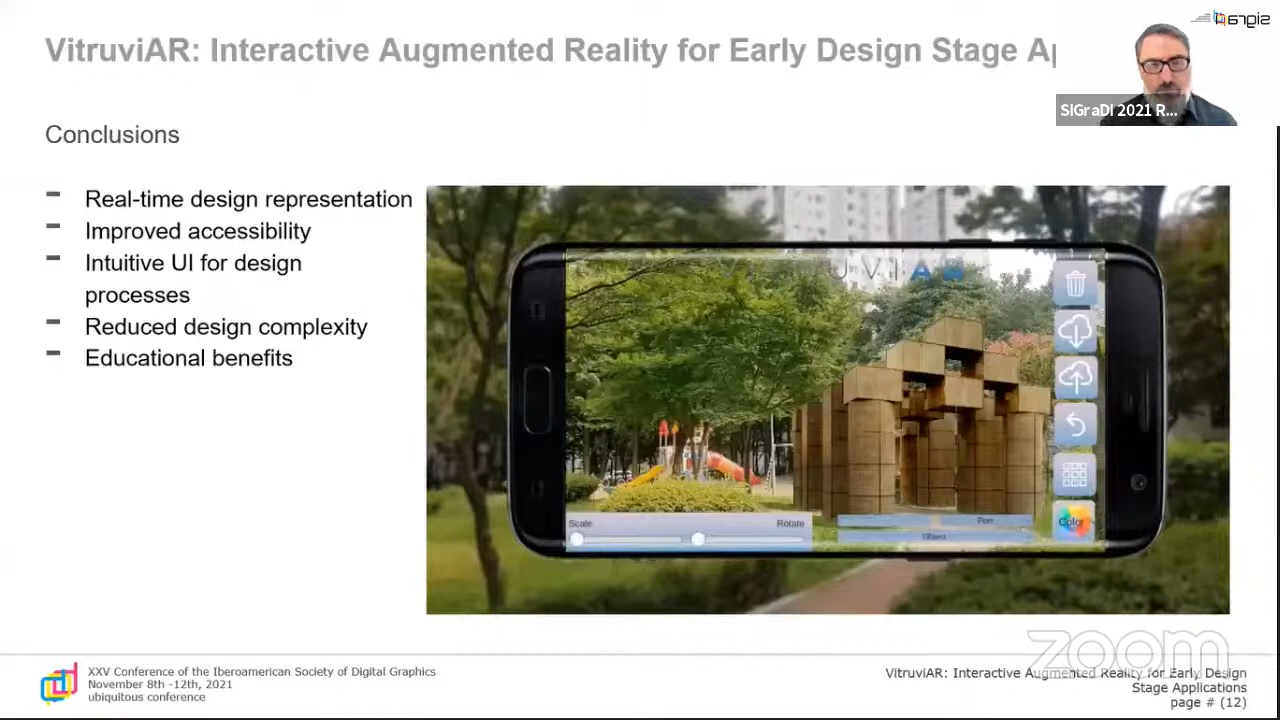 VitruviAR: Interactive Augmented Reality for Early Design Stage Ap
SIGraDi 2021 R...
Conclusions
- Real-time design representation
- Improved accessibility
- Intuitive UI for design
processes
- Reduced design complexity
- Educational benefits
Scale
Rotate
Object
Color
zoom
XXV Conference of the Iberoamerican Society of Digital Graphics
November 8th -12th, 2021
ubiquitous conference
VitruviAR: Interactive Augmented Reality for Early Design
Stage Applications
page # (12)